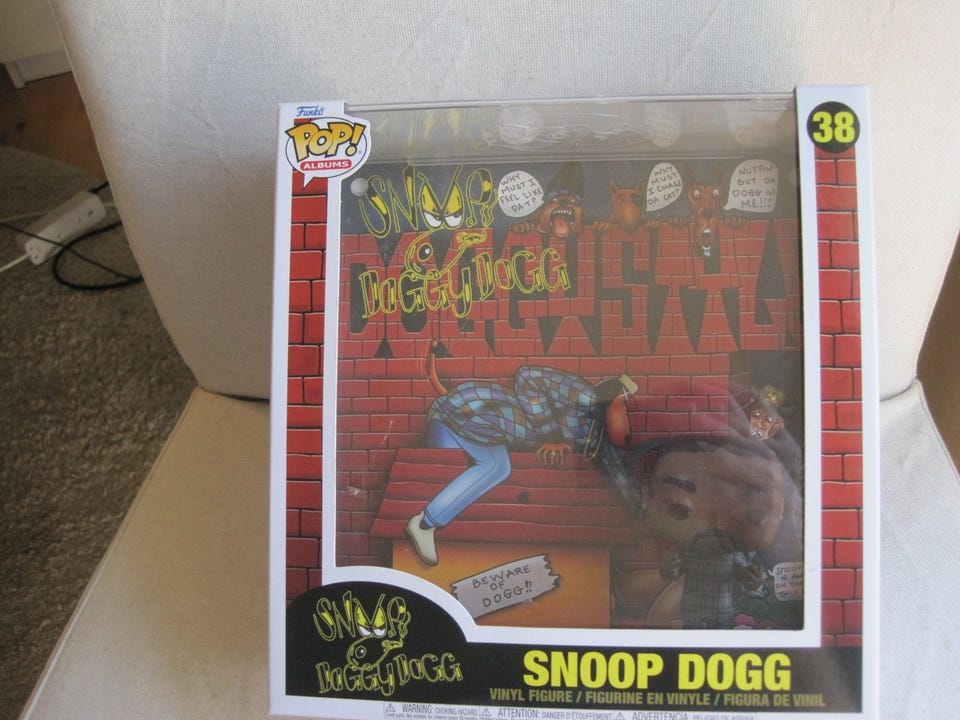 Funko
POP!
ALBUMS
38
SNOOP
DOGGY DOGG
WHY
MUST I
FEEL LIKE
DAT?
WHY
MUST
I CHASE
DA CAT?
NUTTIN'
BUT DA
DOGG IN
ME!!!
BEWARE
OF
DOGG!!
SNOOP
DOGGY DOGG
SNOOP DOGG
VINYL FIGURE / FIGURINE EN VINYLE / FIGURA DE VINIL
WARNING: CHOKING HAZARD. ATTENTION: DANGER D'ÉTOUFFEMENT ADVERTENCIA: PELIGRO DE